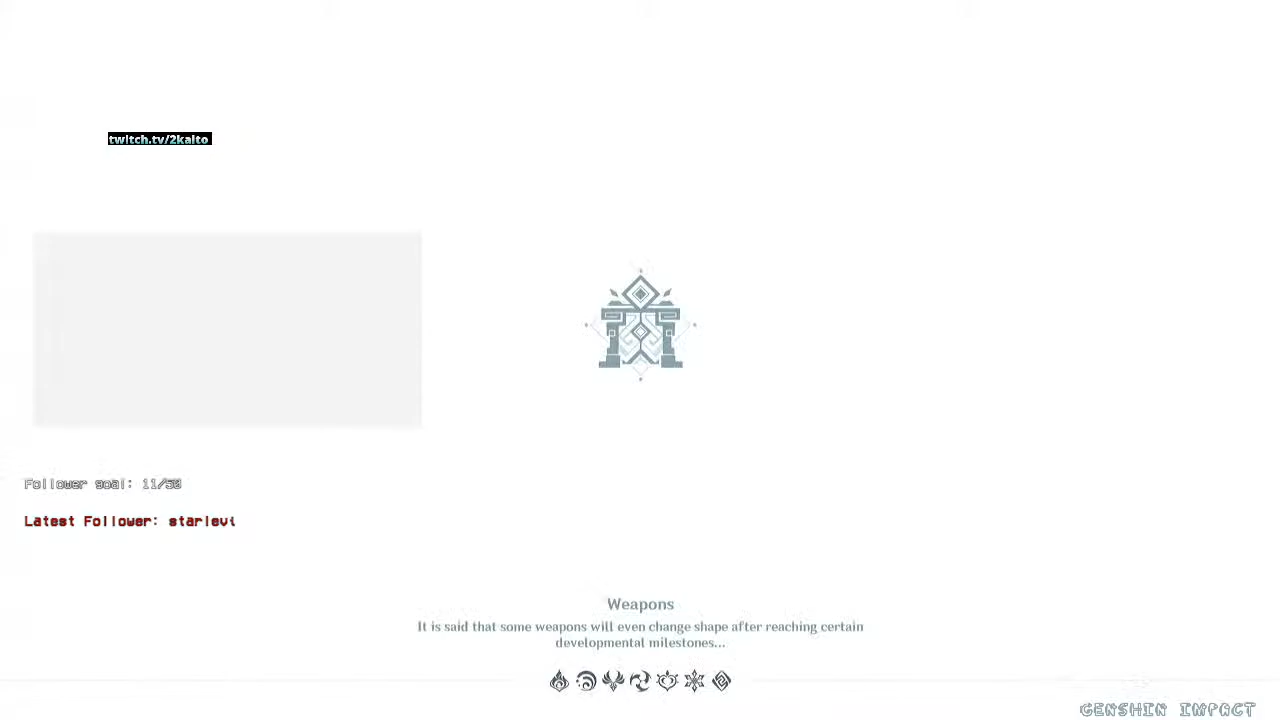 twitch.tv/2kaito
Follower goal: 11/50
Latest Follower: starlevi
Weapons
It is said that some weapons will even change shape after reaching certain
developmental milestones...
GENSHIN IMPACT